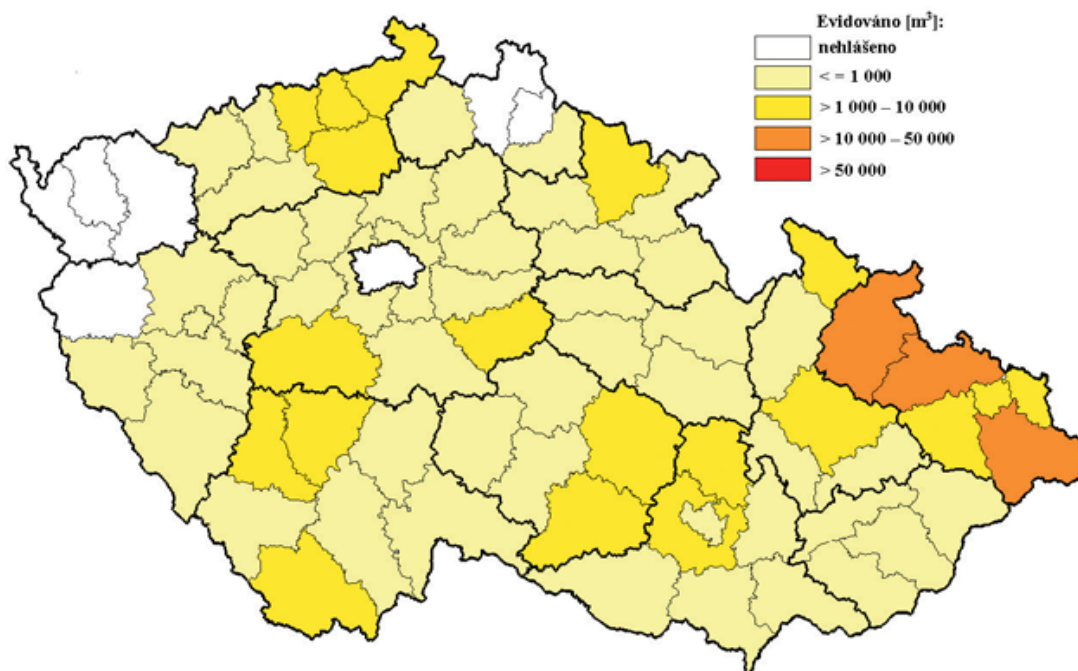 Evidováno [m³]:
nehlášeno
< = 1 000
> 1 000 – 10 000
> 10 000 – 50 000
> 50 000